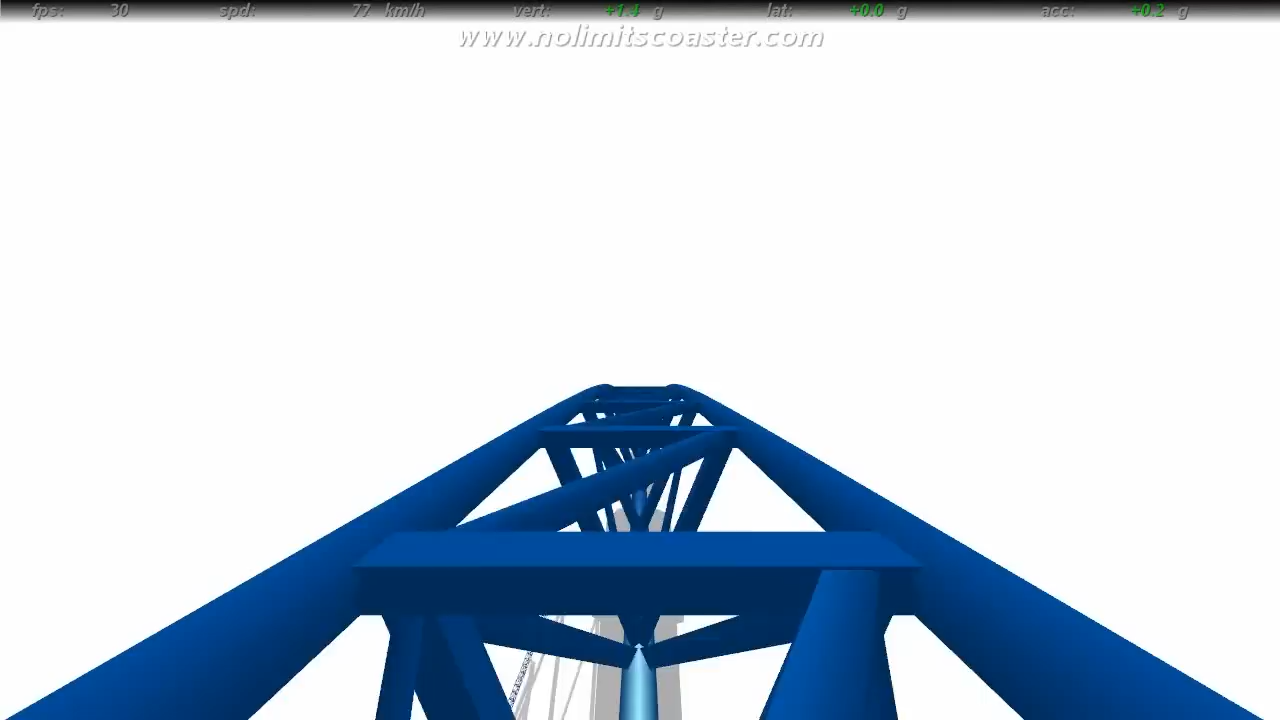 fps: 30 spd: 77 km/h vert: +1.4 g lat: +0.0 g acc: +0.2 g
www.nolimitscoaster.com